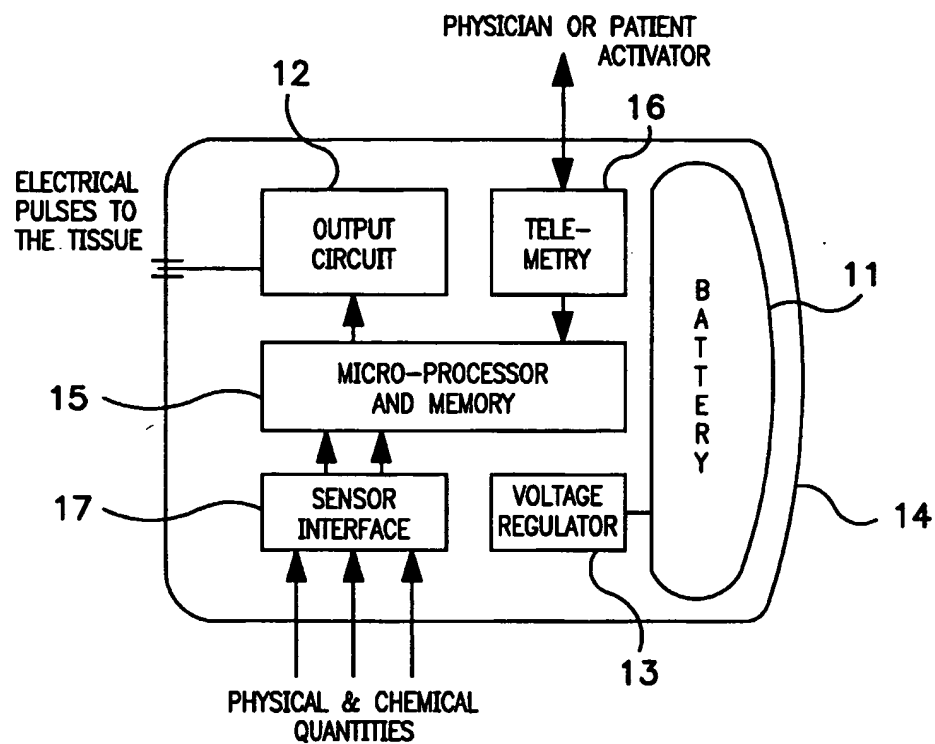 PHYSICIAN OR PATIENT
ACTIVATOR
12
16
ELECTRICAL
PULSES TO
THE TISSUE
OUTPUT
CIRCUIT
TELE-
METRY
BATTERY
11
MICRO-PROCESSOR
AND MEMORY
15
17
SENSOR
INTERFACE
VOLTAGE
REGULATOR
14
13
PHYSICAL & CHEMICAL
QUANTITIES